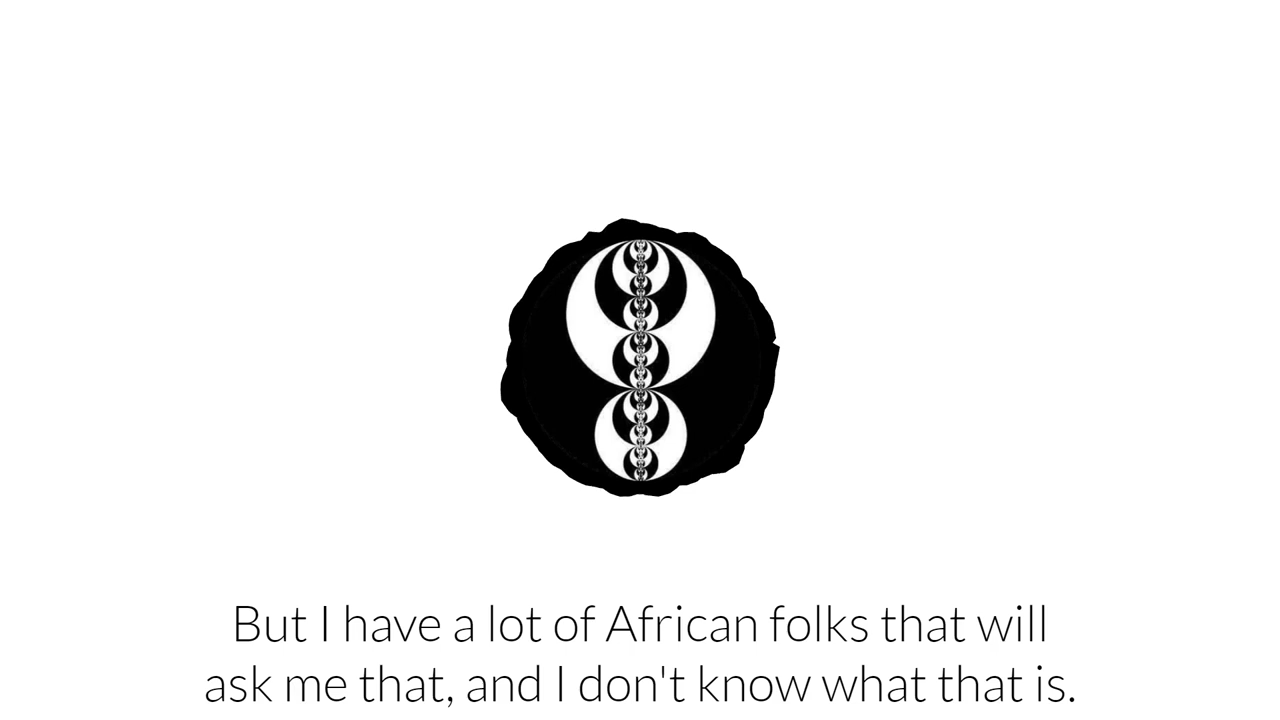 But I have a lot of African folks that will
ask me that, and I don't know what that is.